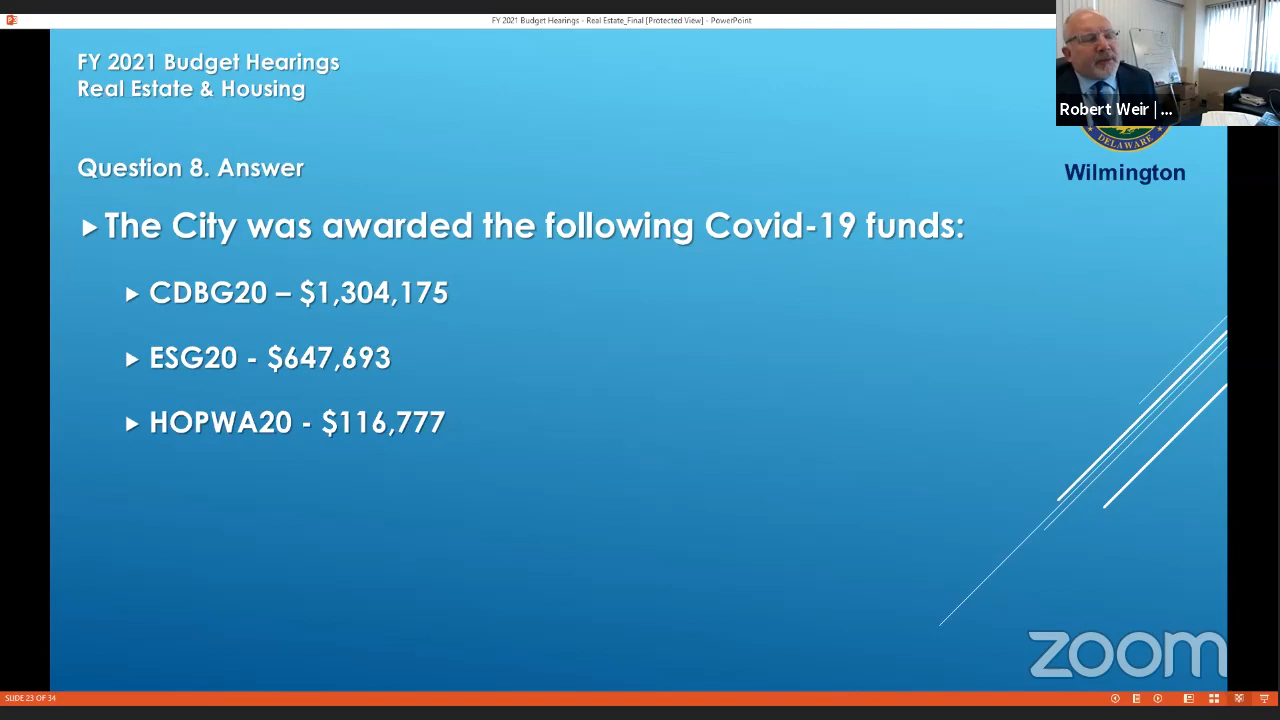 FY 2021 Budget Hearings - Real Estate_Final [Protected View] - PowerPoint
FY 2021 Budget Hearings
Real Estate & Housing
Robert Weir | ...
DELAWARE
Wilmington
Question 8. Answer
The City was awarded the following Covid-19 funds:
CDBG20 – $1,304,175
ESG20 - $647,693
HOPWA20 - $116,777
zoom
SLIDE 23 OF 34